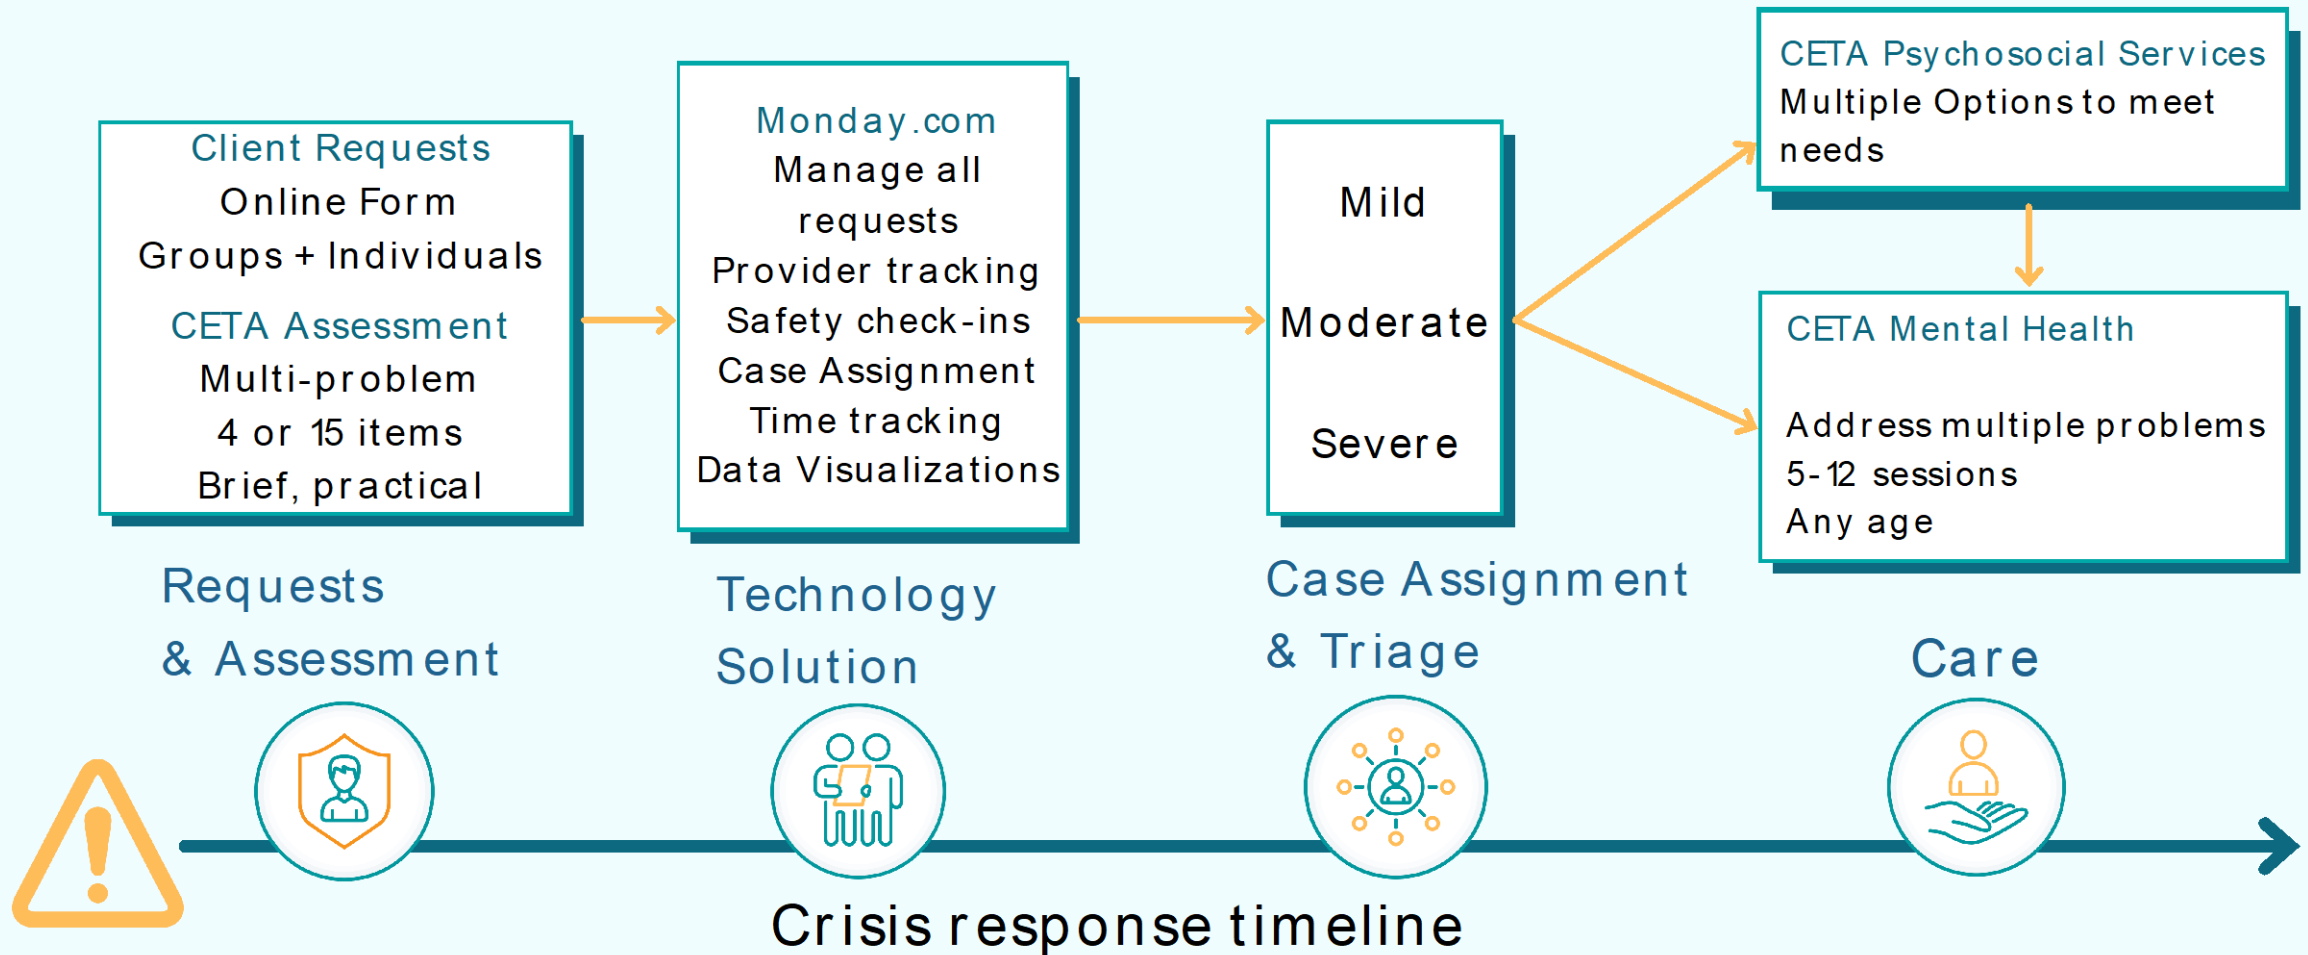 Client Requests
Online Form
Groups + Individuals
CETA Assessment
Multi-problem
4 or 15 items
Brief, practical
Monday.com
Manage all
requests
Provider tracking
Safety check-ins
Case Assignment
Time tracking
Data Visualizations
Mild
Moderate
Severe
CETA Psychosocial Services
Multiple Options to meet
needs
CETA Mental Health
Address multiple problems
5-12 sessions
Any age
Requests
& Assessment
Technology
Solution
Case Assignment
& Triage
Care
Crisis response timeline